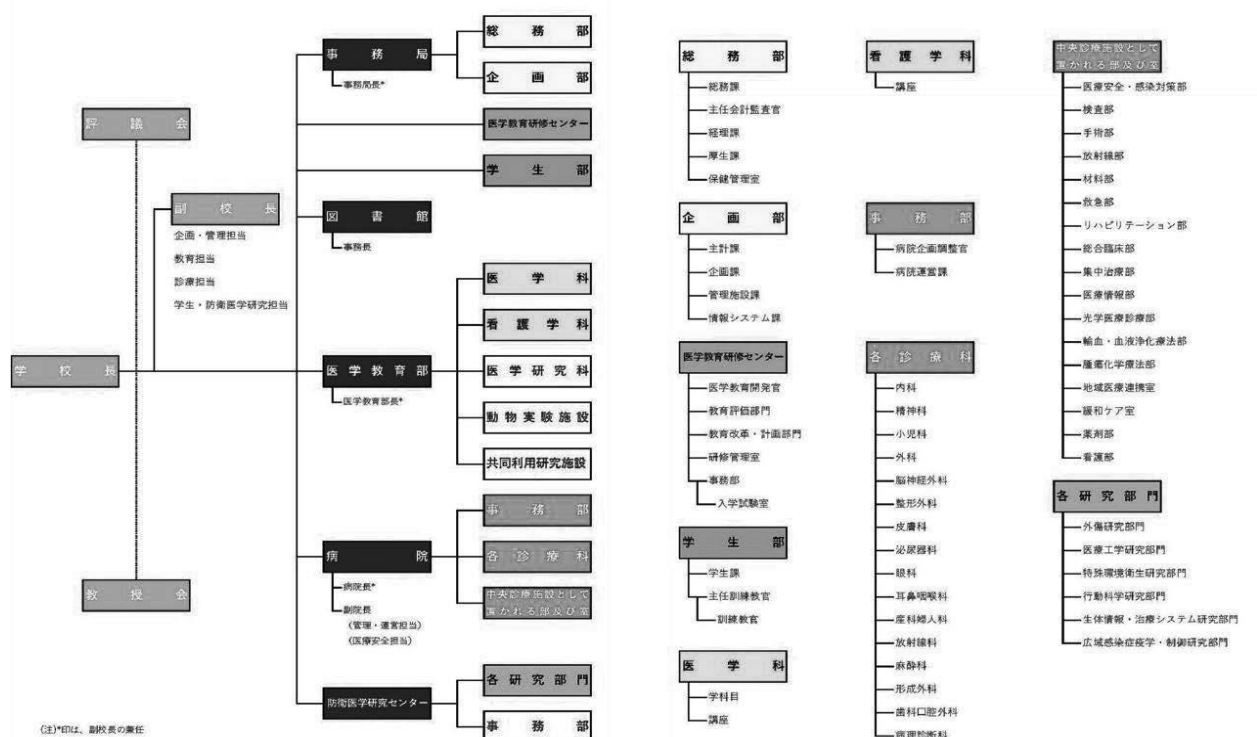 評議会
副校長
企画・管理担当
教育担当
診療担当
学生・防衛医学研究担当
学校長
教授会
(注)*印は、副校長の兼任
事務局
事務局長*
総務部
企画部
医学教育研修センター
学生部
図書館
事務長
医学教育部
医学教育部長*
医学科
看護学科
医学研究科
動物実験施設
共同利用研究施設
病院
病院長*
副院長
(管理・運営担当)
(医療安全担当)
事務部
各診療科
中央診療施設として
置かれる部及び室
防衛医学研究センター
各研究部門
事務部
総務部
総務課
主任会計監査官
経理課
厚生課
保健管理室
企画部
主計課
企画課
管理施設課
情報システム課
医学教育研修センター
医学教育開発官
教育評価部門
教育改革・計画部門
研修管理室
事務部
入学試験室
学生部
学生課
主任訓練教官
訓練教官
医学科
学科目
講座
看護学科
講座
事務部
病院企画調整官
病院運営課
各診療科
内科
精神科
小児科
外科
脳神経外科
整形外科
皮膚科
泌尿器科
眼科
耳鼻咽喉科
産科婦人科
放射線科
麻酔科
形成外科
歯科口腔外科
病理診断科
中央診療施設として
置かれる部及び室
医療安全・感染対策部
検査部
手術部
放射線部
材料部
救急部
リハビリテーション部
総合臨床部
集中治療部
医療情報部
光学医療診療部
輸血・血液浄化療法部
腫瘍化学療法部
地域医療連携室
緩和ケア室
薬剤部
看護部
各研究部門
外傷研究部門
医療工学研究部門
特殊環境衛生研究部門
行動科学研究部門
生体情報・治療システム研究部門
広域感染症疫学・制御研究部門